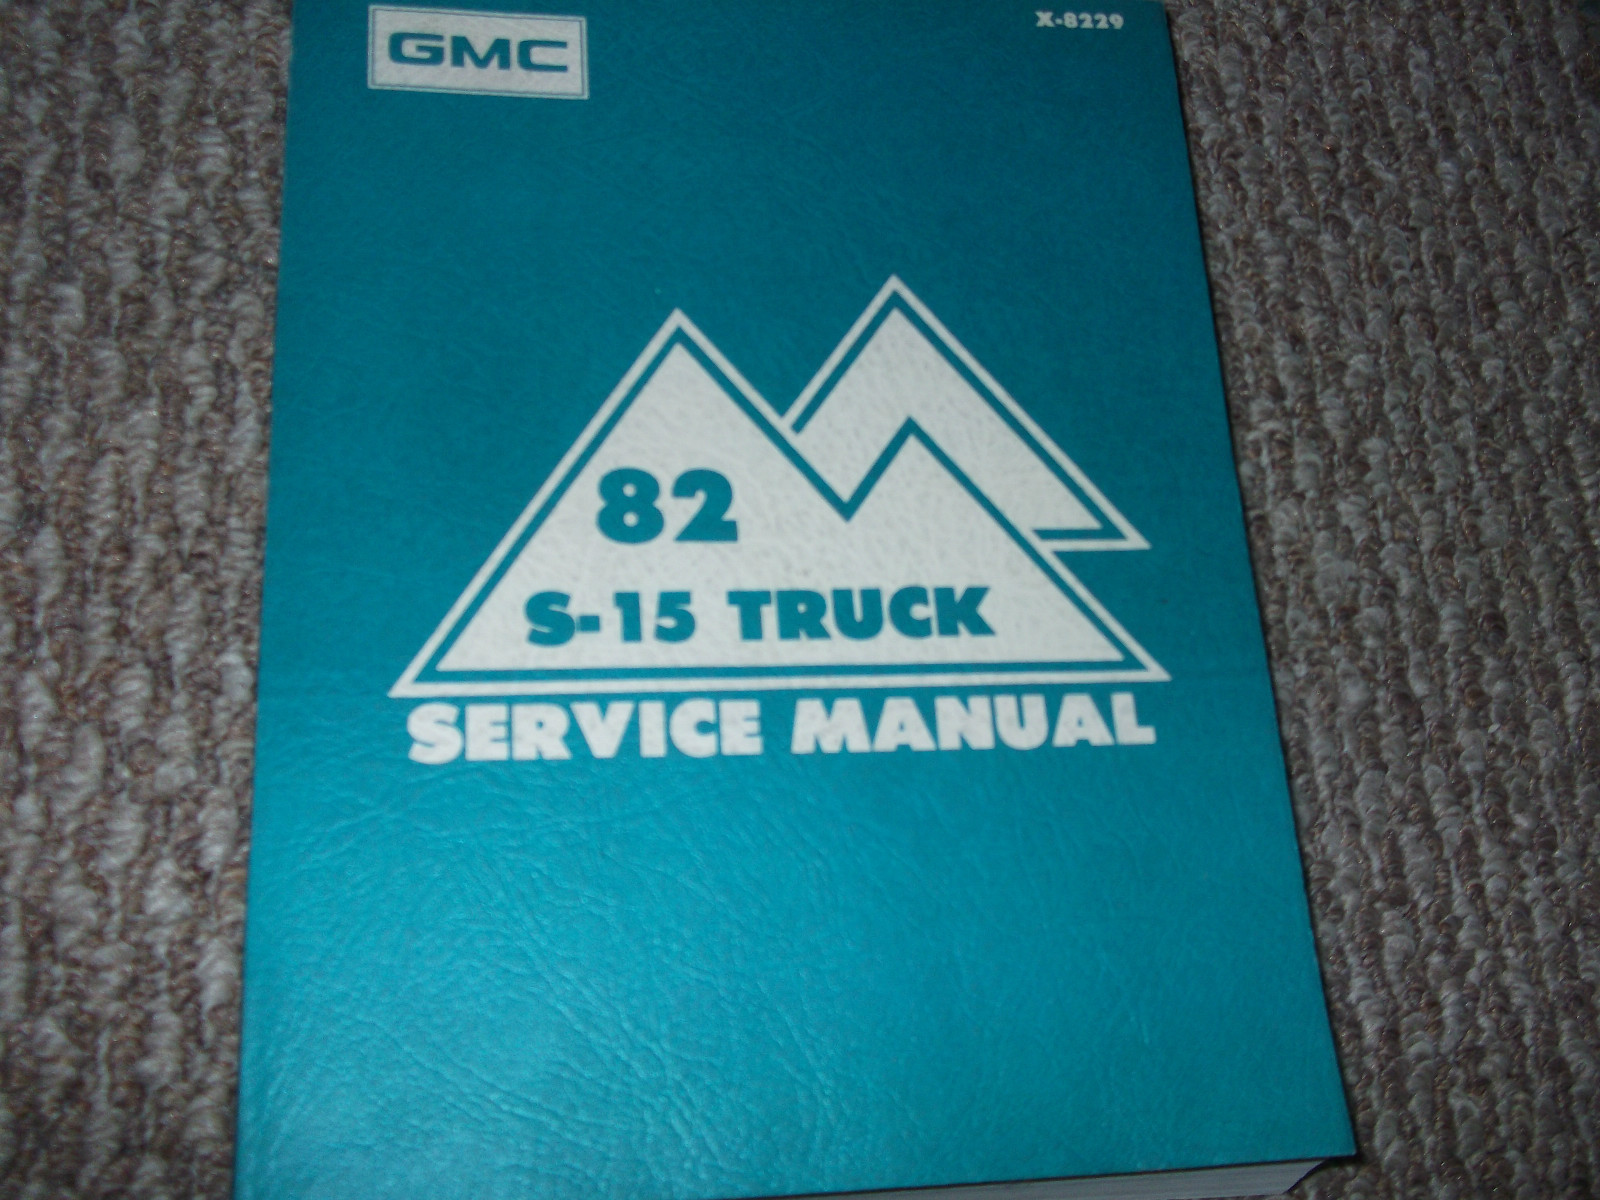 GMC
X-8229
82
S-15 TRUCK
SERVICE MANUAL